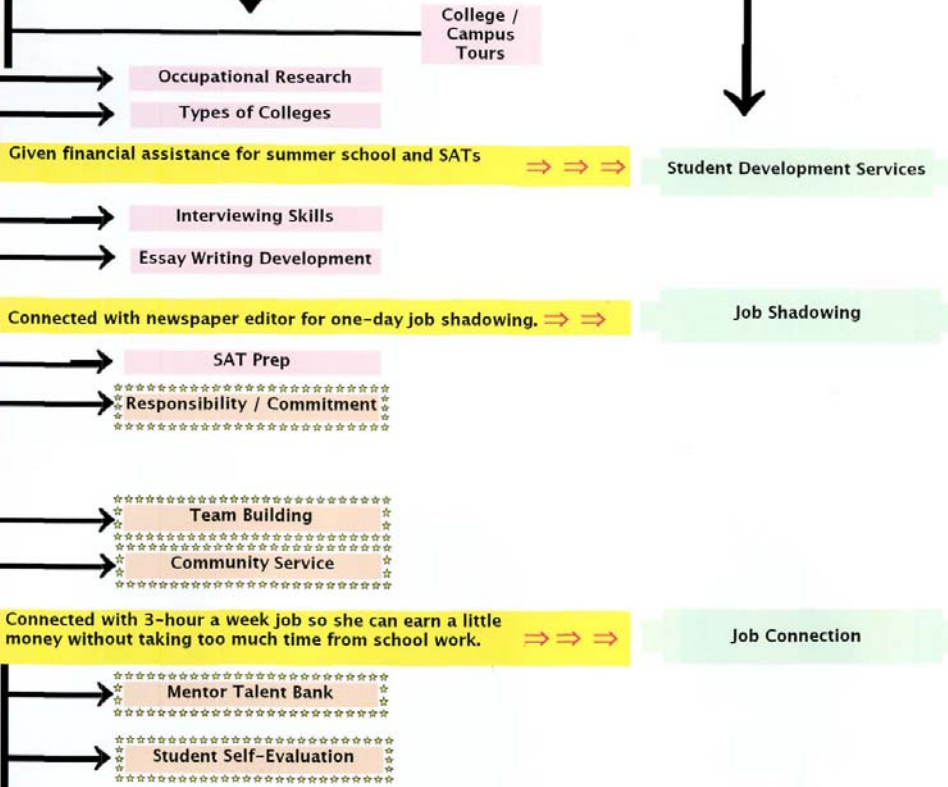 College /
Campus
Tours
Occupational Research
Types of Colleges
Given financial assistance for summer school and SATs
Student Development Services
Interviewing Skills
Essay Writing Development
Connected with newspaper editor for one-day job shadowing.
Job Shadowing
SAT Prep
Responsibility / Commitment
Team Building
Community Service
Connected with 3-hour a week job so she can earn a little
money without taking too much time from school work.
Job Connection
Mentor Talent Bank
Student Self-Evaluation